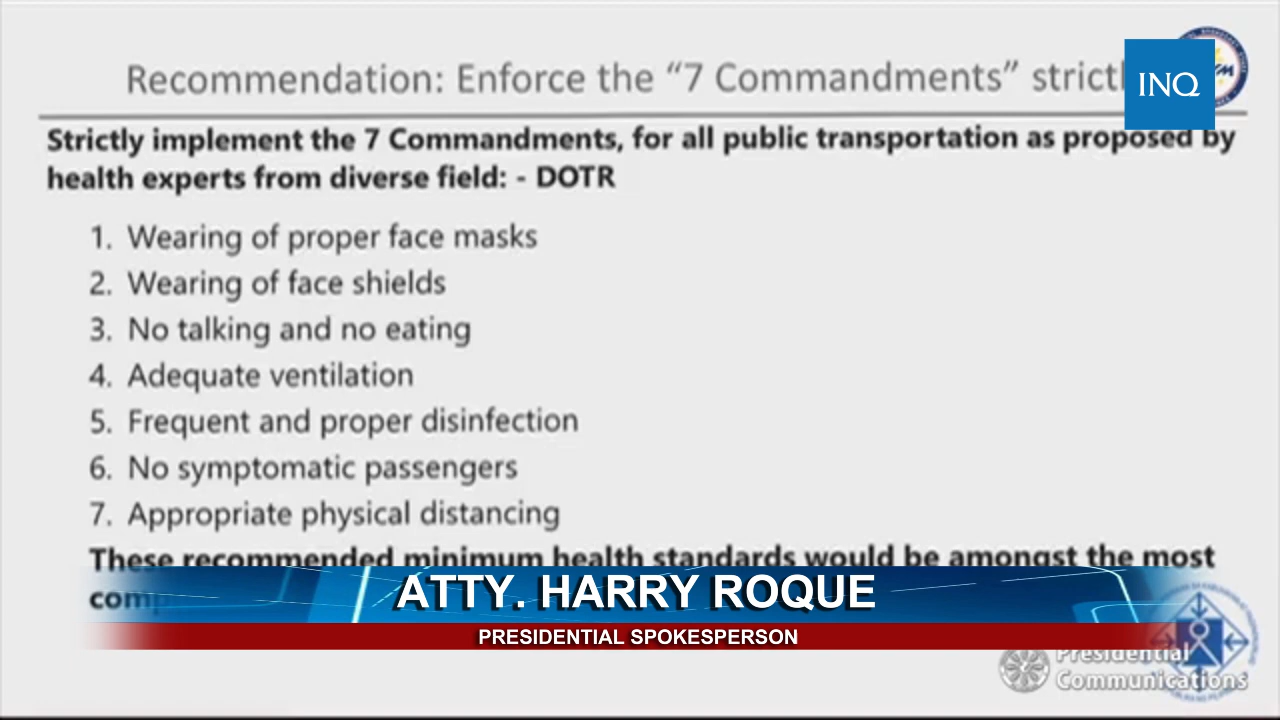 Recommendation: Enforce the “7 Commandments”
INQ
Strictly implement the 7 Commandments, for all public transportation as proposed by
health experts from diverse field: - DOTR
1. Wearing of proper face masks
2. Wearing of face shields
3. No talking and no eating
4. Adequate ventilation
5. Frequent and proper disinfection
6. No symptomatic passengers
7. Appropriate physical distancing
These recommended minimum health standards would be amongst the most
ATTY. HARRY ROQUE
PRESIDENTIAL SPOKESPERSON
Presidential
Communications